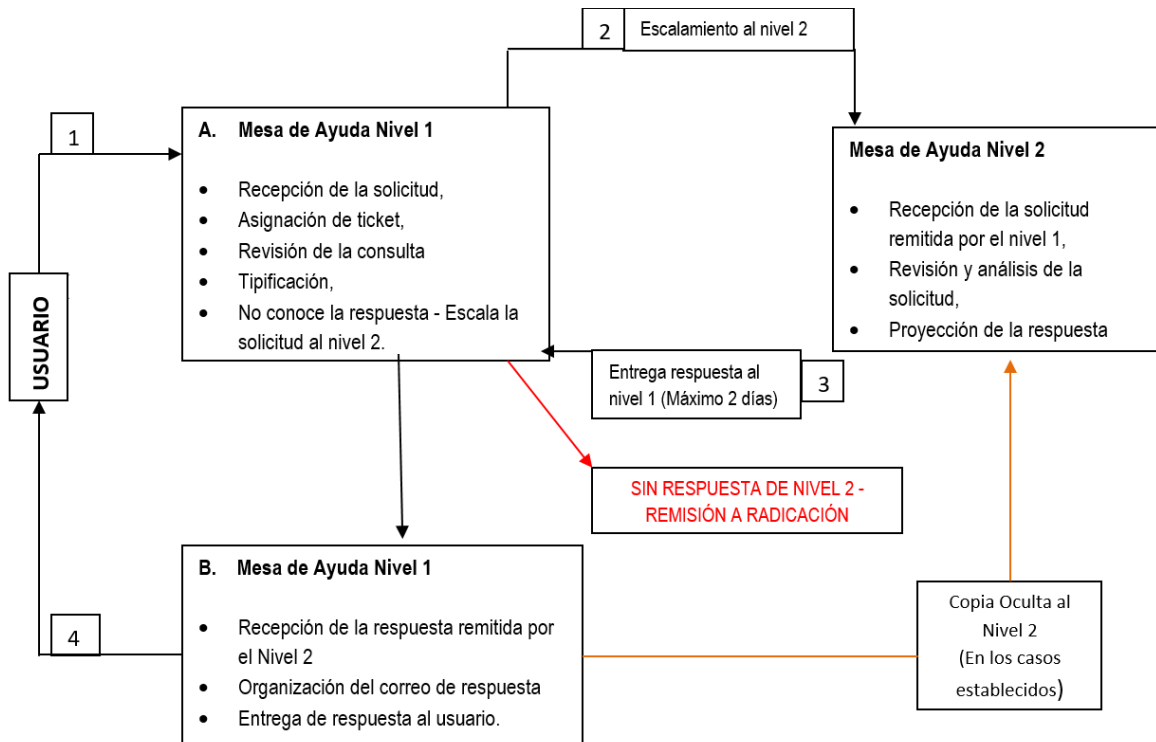 2
Escalamiento al nivel 2
1
A. Mesa de Ayuda Nivel 1
• Recepción de la solicitud,
• Asignación de ticket,
• Revisión de la consulta
• Tipificación,
• No conoce la respuesta - Escala la
solicitud al nivel 2.
Mesa de Ayuda Nivel 2
• Recepción de la solicitud
remitida por el nivel 1,
• Revisión y análisis de la
solicitud,
• Proyección de la respuesta
USUARIO
Entrega respuesta al
nivel 1 (Máximo 2 días)
3
SIN RESPUESTA DE NIVEL 2 -
REMISIÓN A RADICACIÓN
B. Mesa de Ayuda Nivel 1
• Recepción de la respuesta remitida por
el Nivel 2
• Organización del correo de respuesta
• Entrega de respuesta al usuario.
4
Copia Oculta al
Nivel 2
(En los casos
establecidos)